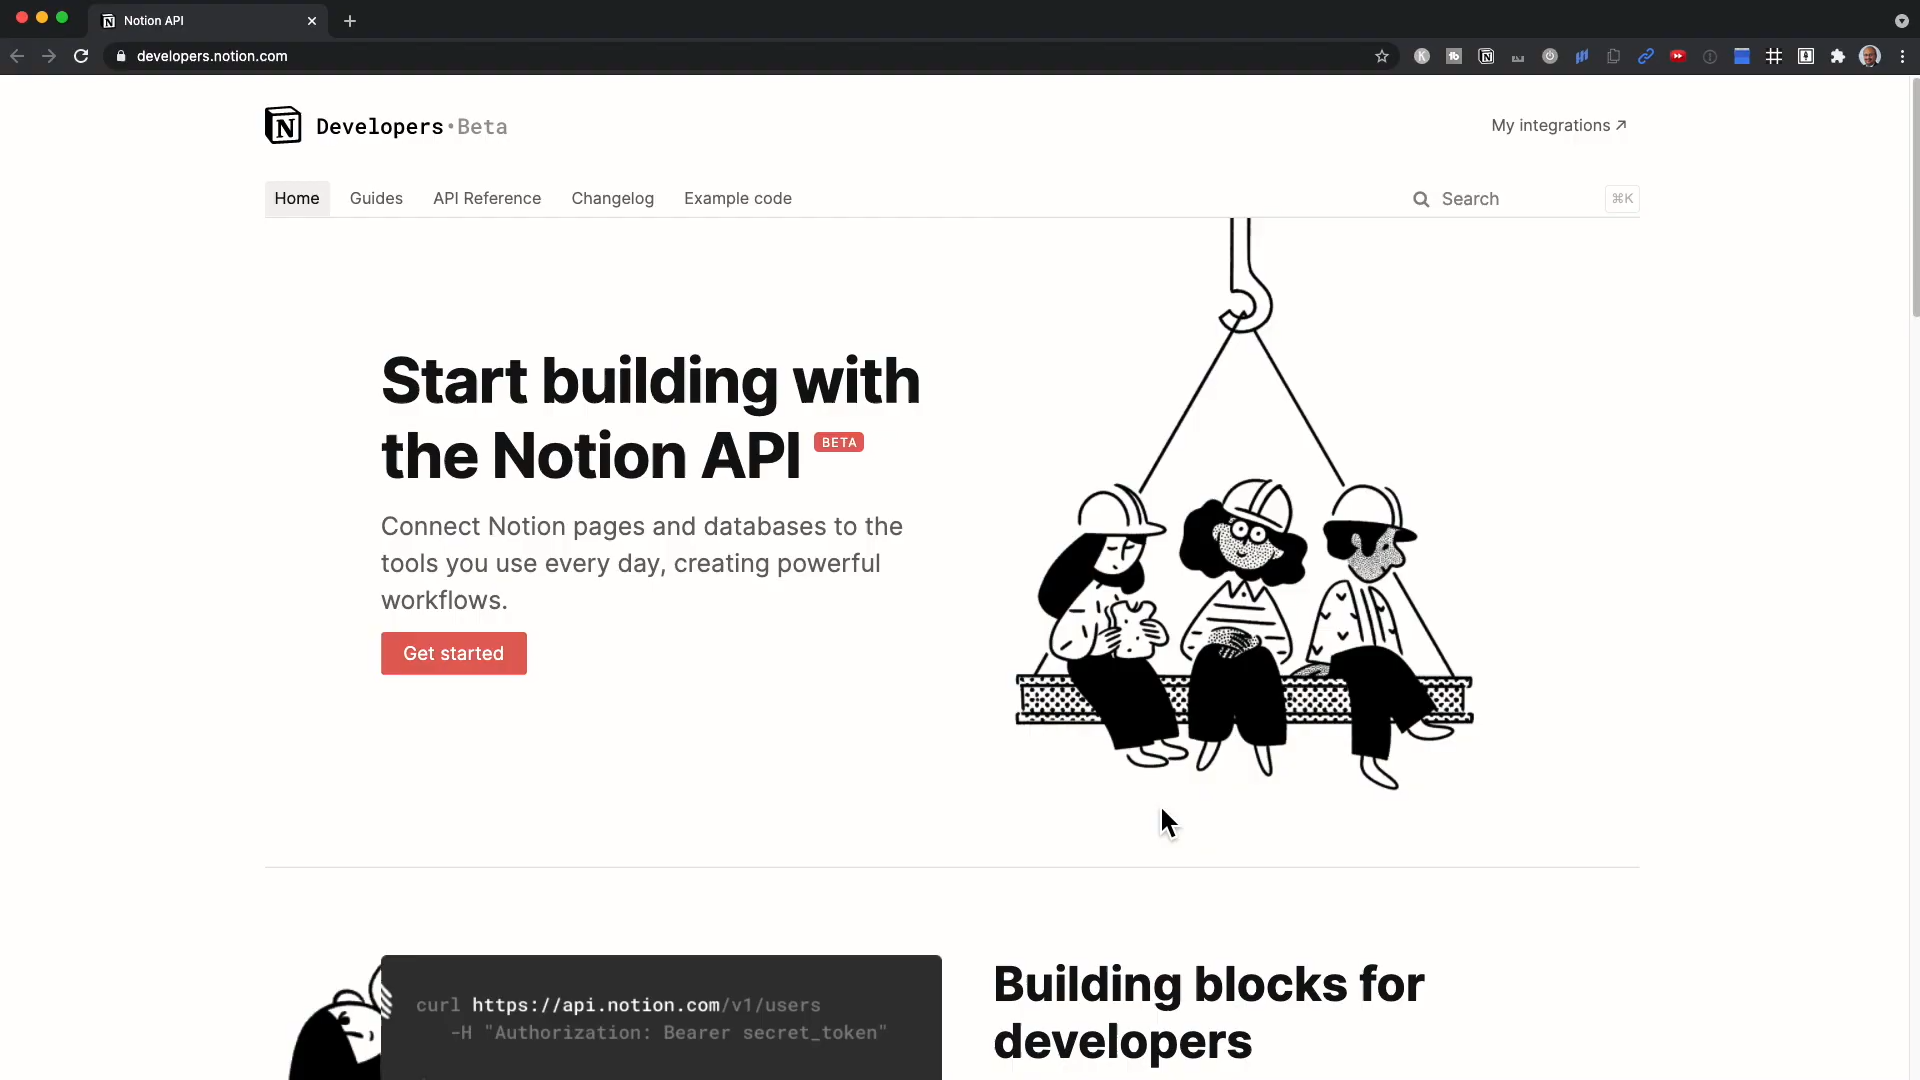 Notion API
developers.notion.com
Developers•Beta
My integrations ↗
Home
Guides
API Reference
Changelog
Example code
Search
⌘K
Start building with
the Notion API BETA
Connect Notion pages and databases to the
tools you use every day, creating powerful
workflows.
Get started
curl https://api.notion.com/v1/users
-H "Authorization: Bearer secret_token"
Building blocks for
developers